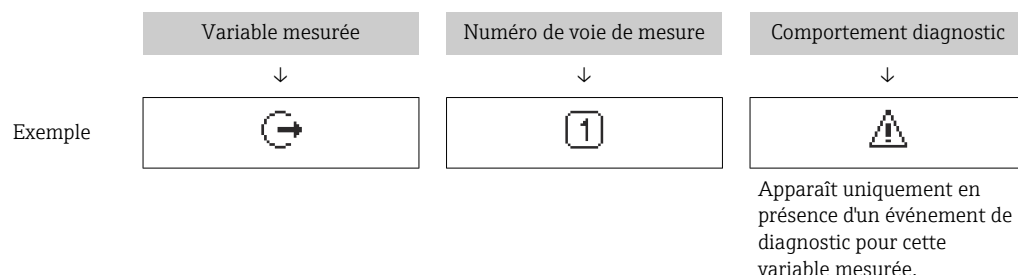 Variable mesurée Numéro de voie de mesure Comportement diagnostic
↓ ↓ ↓
Exemple 1
Apparaît uniquement en
présence d'un événement de
diagnostic pour cette
variable mesurée.